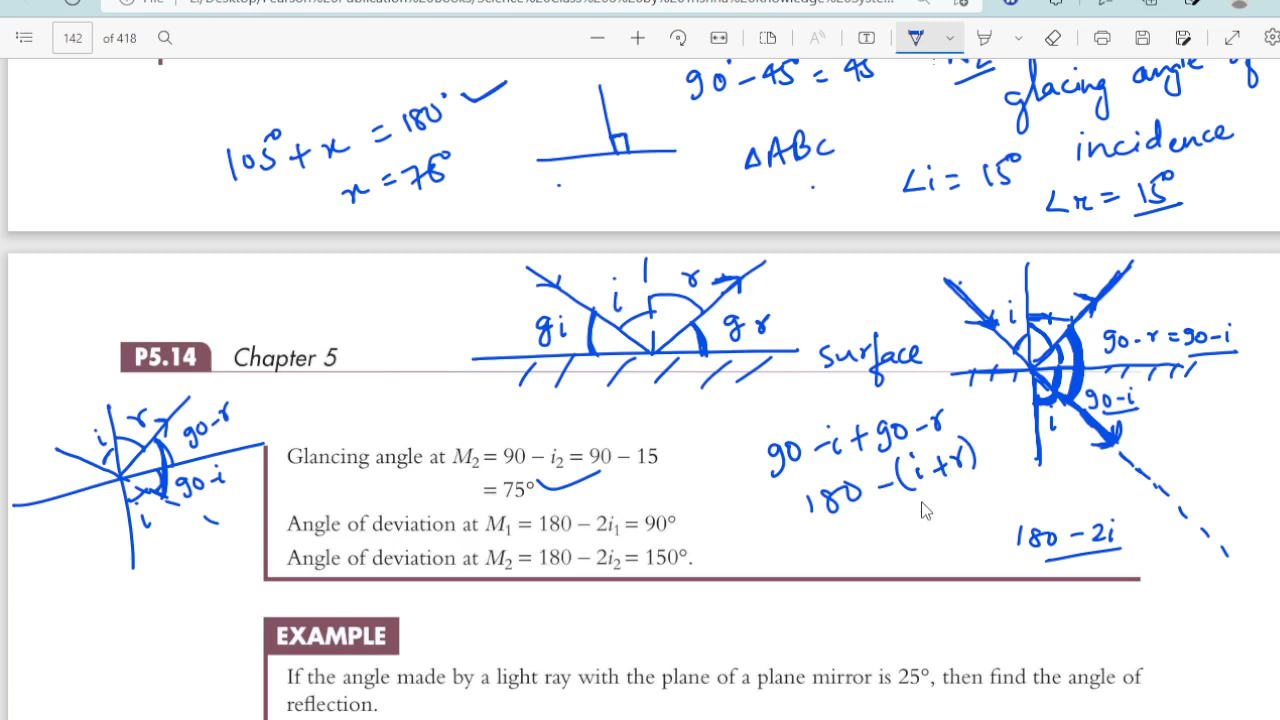 142 of 418
90° - 45° = 45
glacing angle of
incidence
105° + x = 180°
x = 75°
△ABC
∠i = 15°
∠r = 15°
i r
gi gr
surface
i
90 - r = 90 - i
90 - i
i
P5.14 Chapter 5
i r 90 - r
90 - i
i
90 - i + 90 - r
180 - (i + r)
180 - 2i
Glancing angle at M₂ = 90 − i₂ = 90 − 15
= 75°
Angle of deviation at M₁ = 180 − 2i₁ = 90°
Angle of deviation at M₂ = 180 − 2i₂ = 150°.
EXAMPLE
If the angle made by a light ray with the plane of a plane mirror is 25°, then find the angle of
reflection.